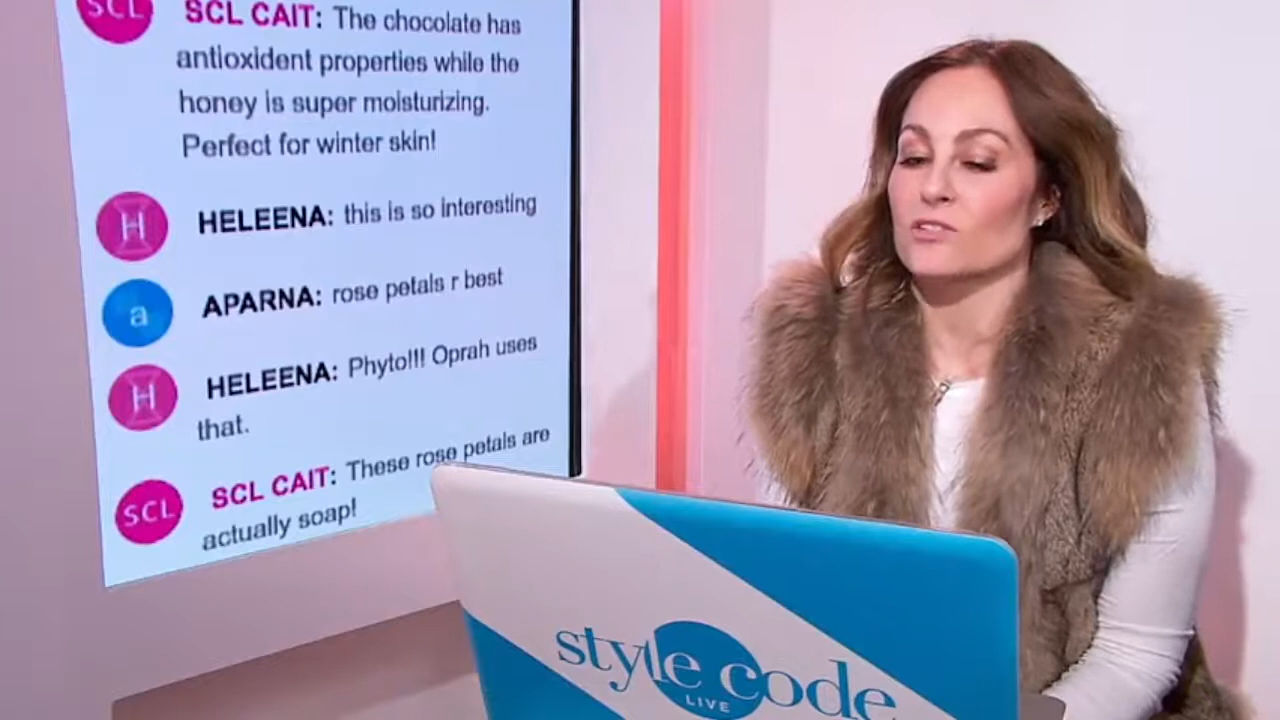 SCL SCL CAIT: The chocolate has
antioxident properties while the
honey is super moisturizing.
Perfect for winter skin!
H HELEENA: this is so interesting
a APARNA: rose petals r best
H HELEENA: Phyto!!! Oprah uses
that.
SCL SCL CAIT: These rose petals are
actually soap!
style code
LIVE